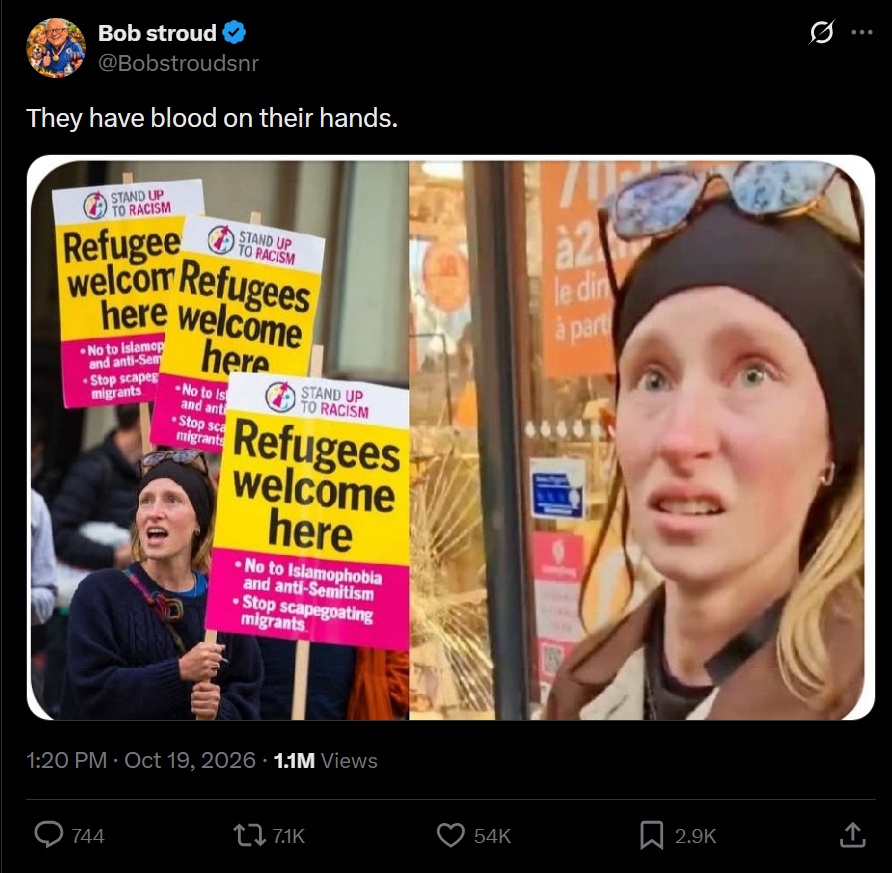 Bob stroud
@Bobstroudsnr
They have blood on their hands.
STAND UP
TO RACISM
Refugee
welcom
here
• No to Islamop
and anti-Sem
• Stop scapeg
migrants
STAND UP
TO RACISM
Refugees
welcome
here
• No to Is
and anti
• Stop sca
migrants
STAND UP
TO RACISM
Refugees
welcome
here
• No to Islamophobia
and anti-Semitism
• Stop scapegoating
migrants
le din
à part
1:20 PM · Oct 19, 2026 · 1.1M Views
744
7.1K
54K
2.9K